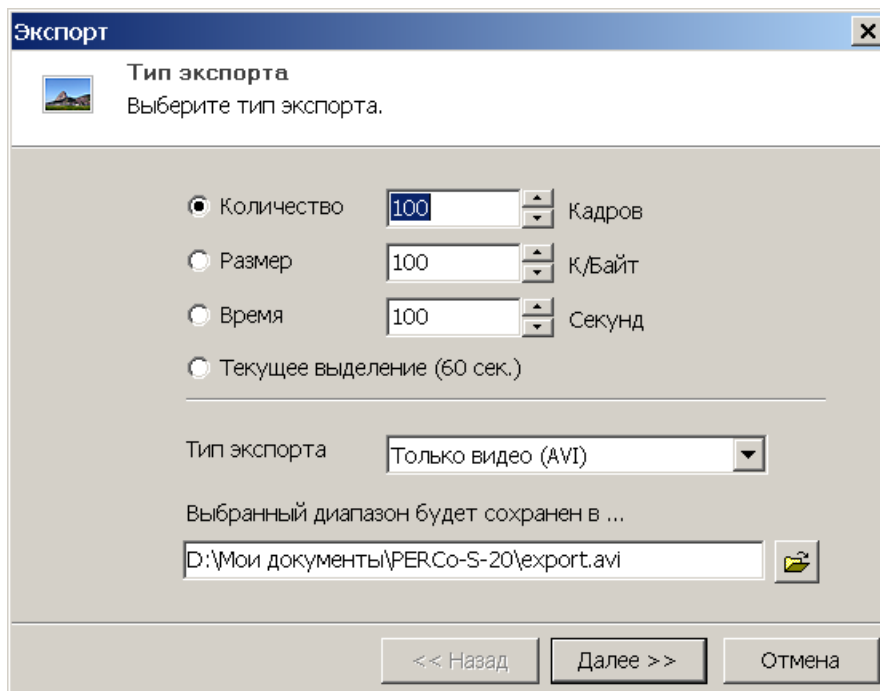 Экспорт
Тип экспорта
Выберите тип экспорта.
Количество 100 Кадров
Размер 100 К/Байт
Время 100 Секунд
Текущее выделение (60 сек.)
Тип экспорта Только видео (AVI)
Выбранный диапазон будет сохранен в ...
D:\Мои документы\PERCo-S-20\export.avi
<< Назад Далее >> Отмена